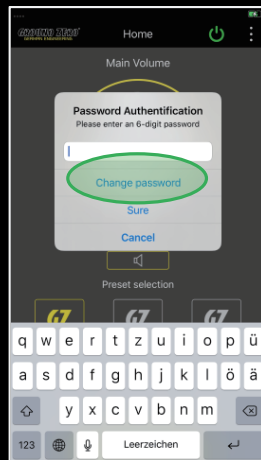 GROUND ZERO
Home
Main Volume
Password Authentification
Please enter an 6-digit password
Change password
Sure
Cancel
Preset selection
q w e r t z u i o p ü
a s d f g h j k l ö ä
y x c v b n m
123 Leerzeichen